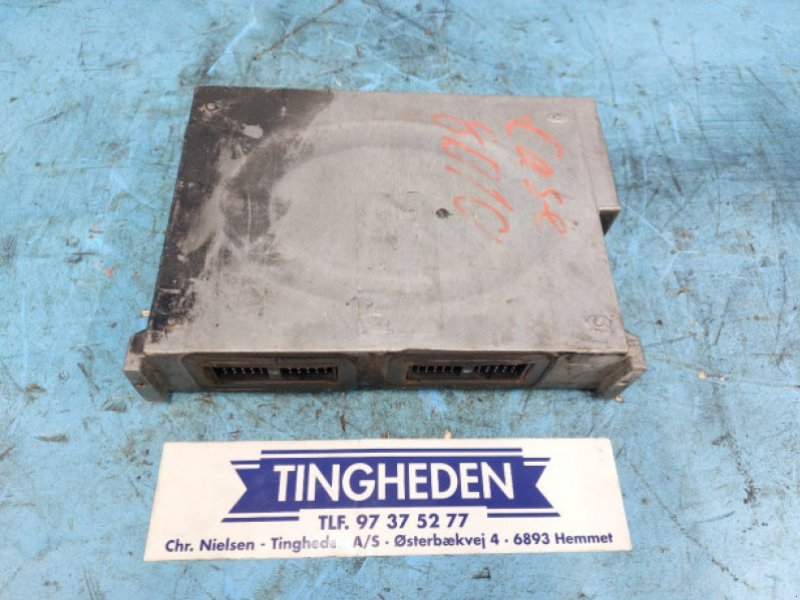 Case
8010
TINGHEDEN
TLF. 97 37 52 77
Chr. Nielsen - Tingheden A/S · Østerbækvej 4 · 6893 Hemmet